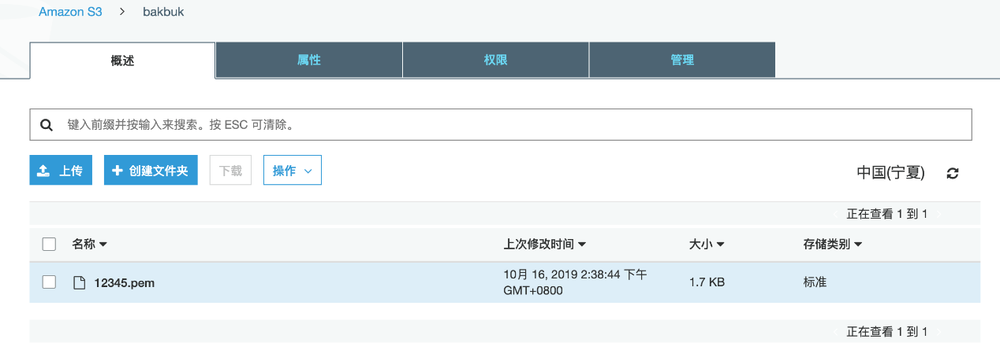 Amazon S3 > bakbuk
概述 属性 权限 管理
键入前缀并按输入来搜索。按 ESC 可清除。
上传 创建文件夹 下载 操作 中国(宁夏)
正在查看 1 到 1
名称 上次修改时间 大小 存储类别
12345.pem 10月 16, 2019 2:38:44 下午 1.7 KB 标准
GMT+0800
正在查看 1 到 1